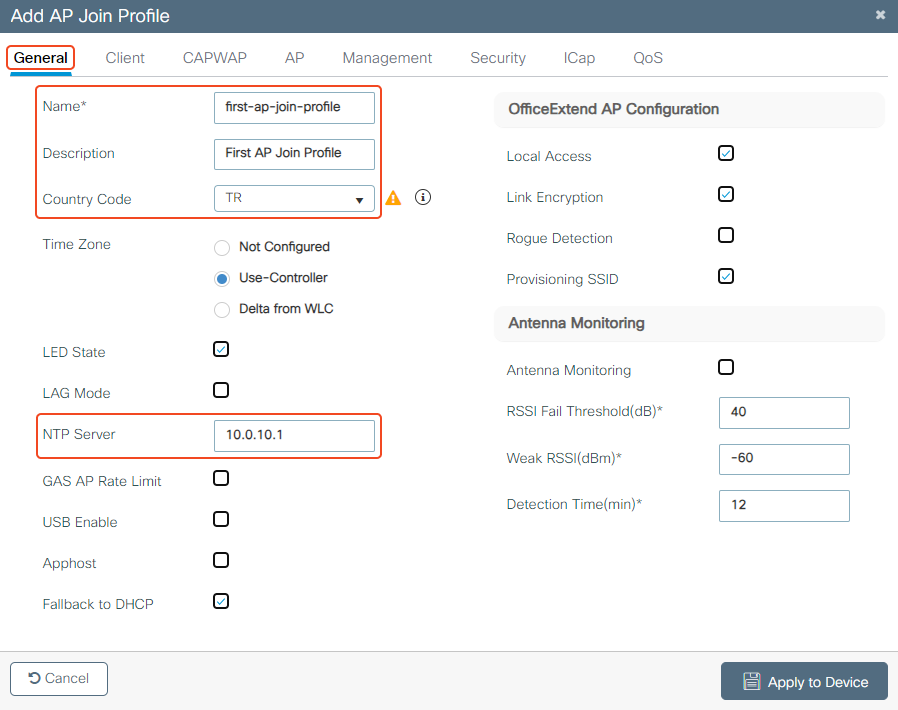 Add AP Join Profile
General Client CAPWAP AP Management Security ICap QoS
Name* first-ap-join-profile
Description First AP Join Profile
Country Code TR
Time Zone Not Configured
Use-Controller
Delta from WLC
LED State
LAG Mode
NTP Server 10.0.10.1
GAS AP Rate Limit
USB Enable
Apphost
Fallback to DHCP
OfficeExtend AP Configuration
Local Access
Link Encryption
Rogue Detection
Provisioning SSID
Antenna Monitoring
Antenna Monitoring
RSSI Fail Threshold(dB)* 40
Weak RSSI(dBm)* -60
Detection Time(min)* 12
Cancel
Apply to Device